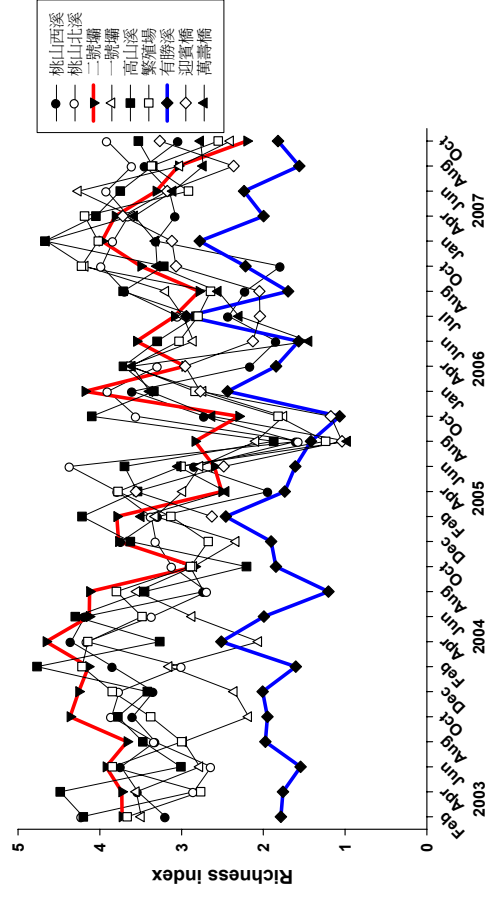 桃山西溪
桃山北溪
二號壩
一號壩
高山溪
繁殖場
有勝溪
迎賓橋
萬壽橋
Richness index
5
4
3
2
1
0
Feb Apr Jun Aug Oct Dec Feb Apr Jun Aug Oct Dec Feb Apr Jun Aug Oct Jan Apr Jun Jul Aug Oct Jan Apr Jun Aug Oct
2003 2004 2005 2006 2007